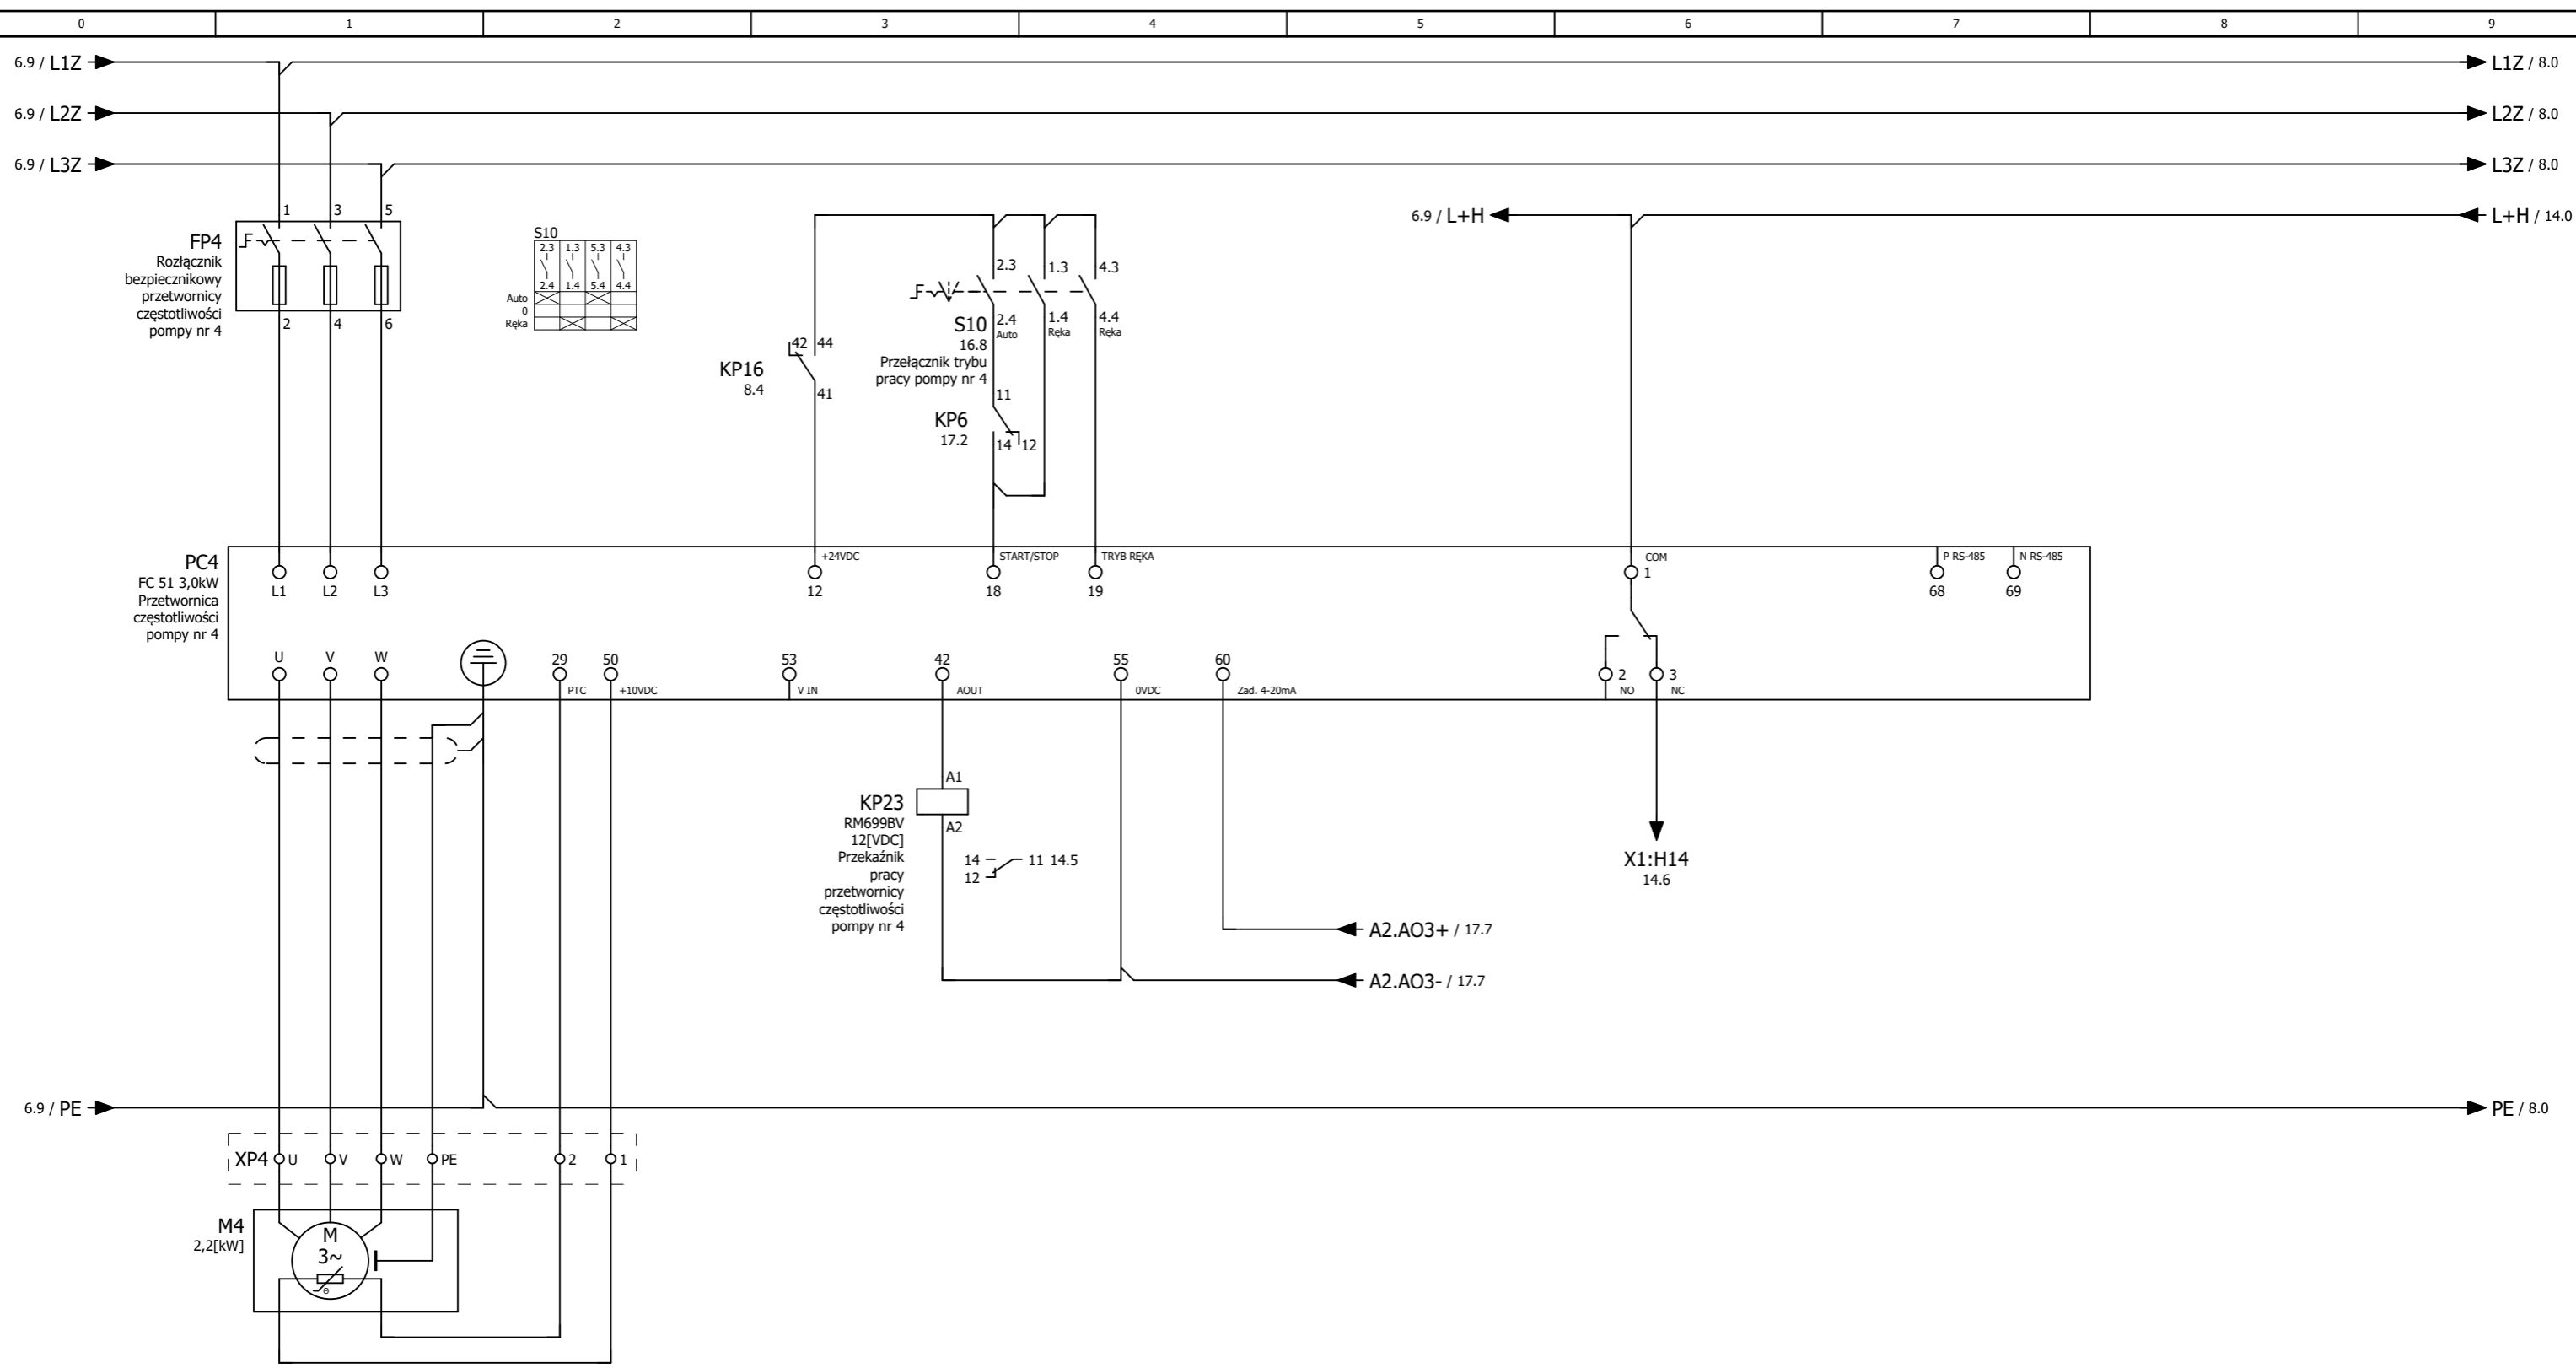 0 1 2 3 4 5 6 7 8 9
6.9 / L1Z
L1Z / 8.0
6.9 / L2Z
L2Z / 8.0
6.9 / L3Z
L3Z / 8.0
6.9 / L+H
L+H / 14.0
1 3 5
FP4
Rozłącznik
bezpiecznikowy
przetwornicy
częstotliwości
pompy nr 4
2 4 6
S10
2.3 1.3 5.3 4.3
2.4 1.4 5.4 4.4
Auto
0
Ręka
42 44
KP16
8.4
41
2.3 1.3 4.3
S10
16.8
Przełącznik trybu
pracy pompy nr 4
2.4 1.4 4.4
Auto Ręka Ręka
11
KP6
17.2
14 12
PC4
FC 51 3,0kW
Przetwornica
częstotliwości
pompy nr 4
+24VDC START/STOP TRYB RĘKA COM P RS-485 N RS-485
L1 L2 L3 12 18 19 1 68 69
U V W 29 50 53 42 55 60 2 3
PTC +10VDC V IN AOUT 0VDC Zad. 4-20mA NO NC
A1
KP23
RM699BV
12[VDC]
Przekaźnik
pracy
przetwornicy
częstotliwości
pompy nr 4
A2
14 11 14.5
12
X1:H14
14.6
A2.AO3+ / 17.7
A2.AO3- / 17.7
6.9 / PE
PE / 8.0
XP4 U V W PE 2 1
M4
2,2[kW]
M
3~
Θ